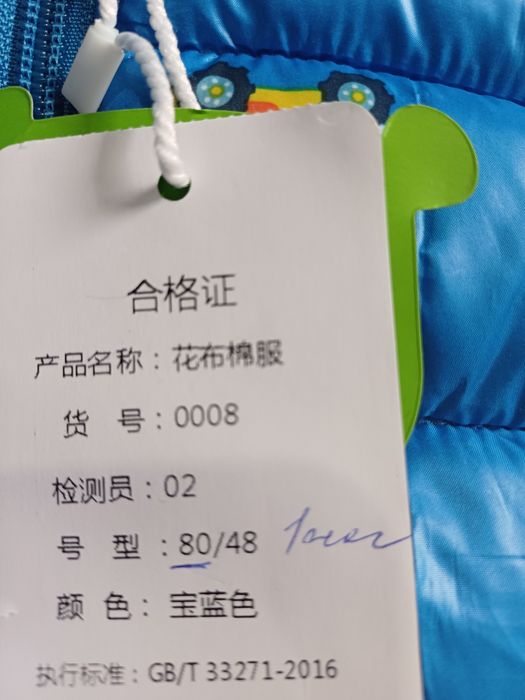 合格证
产品名称：花布棉服
货 号：0008
检测员：02
号 型：80/48
颜 色：宝蓝色
执行标准：GB/T 33271-2016